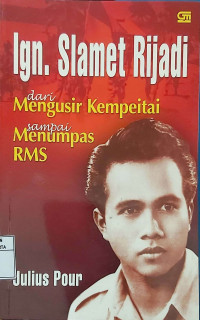 Ign. Slamet Rijadi
dari
Mengusir Kempeitai
sampai
Menumpas
RMS
Julius Pour